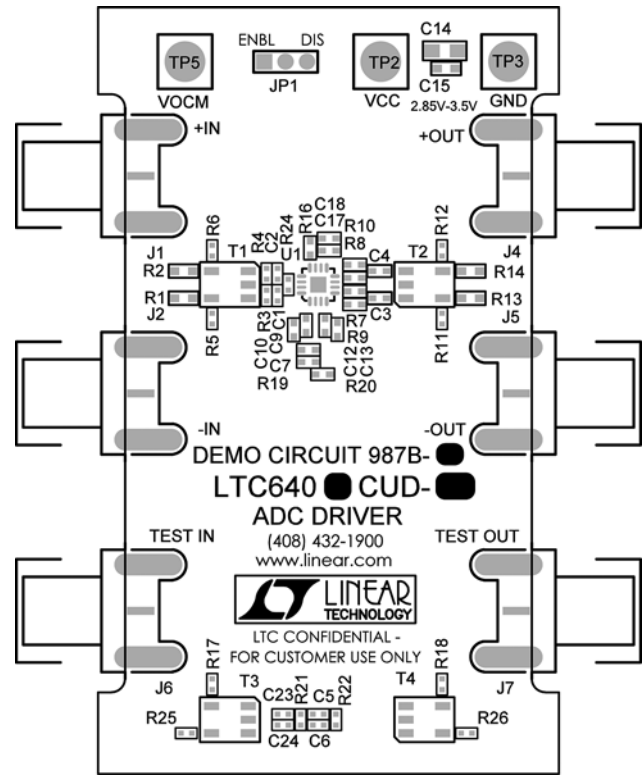 ENBL DIS
C14
TP5
TP2
TP3
JP1
C15
VOCM
VCC
2.85V-3.5V
GND
+IN
+OUT
R6
R4
C2
R24
R16
C18
C17
R10
R8
R12
J1
T1
U1
C4
T2
J4
R2
R14
R1
R13
J2
R5
R3
C1
C3
R7
R9
R11
J5
C10
C9
C7
C12
C13
R19
R20
-IN
-OUT
DEMO CIRCUIT 987B-
LTC640 CUD-
ADC DRIVER
TEST IN
TEST OUT
(408) 432-1900
www.linear.com
LT LINEAR
TECHNOLOGY
LTC CONFIDENTIAL -
FOR CUSTOMER USE ONLY
R17
R18
J6
T3
T4
J7
C23
R21
C5
R22
R25
C24
C6
R26